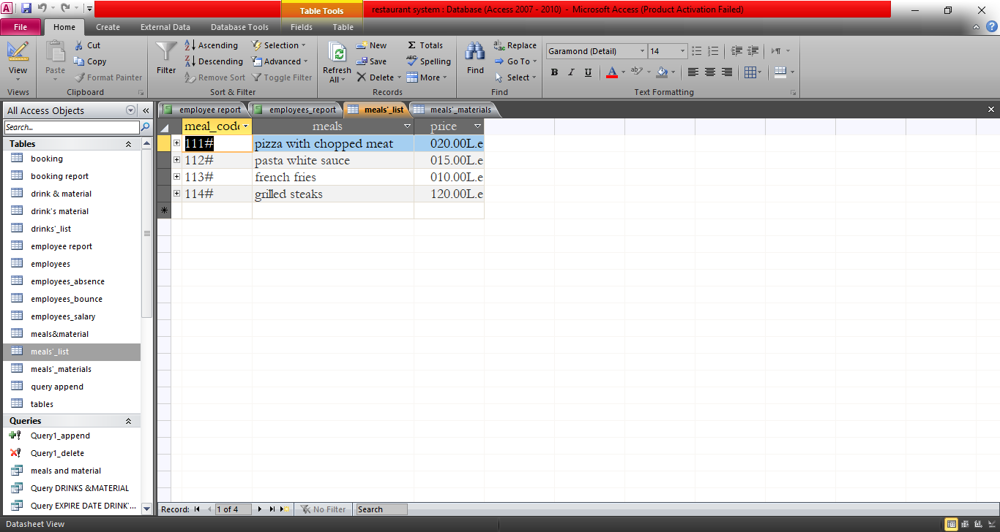 A
restaurant system : Database (Access 2007 - 2010) - Microsoft Access (Product Activation Failed)
Table Tools
File Home Create External Data Database Tools Fields Table
View
Views
Paste
Cut
Copy
Format Painter
Clipboard
Filter
Ascending
Descending
Remove Sort
Selection
Advanced
Toggle Filter
Sort & Filter
Refresh All
New
Save
Delete
Σ Totals
Spelling
More
Records
Find
Replace
Go To
Select
Find
Garamond (Detail) 14
B I U A ab
Text Formatting
All Access Objects «
Search...
Tables
booking
booking report
drink & material
drink's material
drinks'_list
employee report
employees
employees_absence
employees_bounce
employees_salary
meals&material
meals'_list
meals'_materials
query append
tables
Queries
Query1_append
Query1_delete
meals and material
Query DRINKS &MATERIAL
Query EXPIRE DATE DRINK'...
employee report employees_report meals'_list meals'_materials
meal_code meals price
111# pizza with chopped meat 020.00L.e
112# pasta white sauce 015.00L.e
113# french fries 010.00L.e
114# grilled steaks 120.00L.e
Record: 1 of 4 No Filter Search
Datasheet View